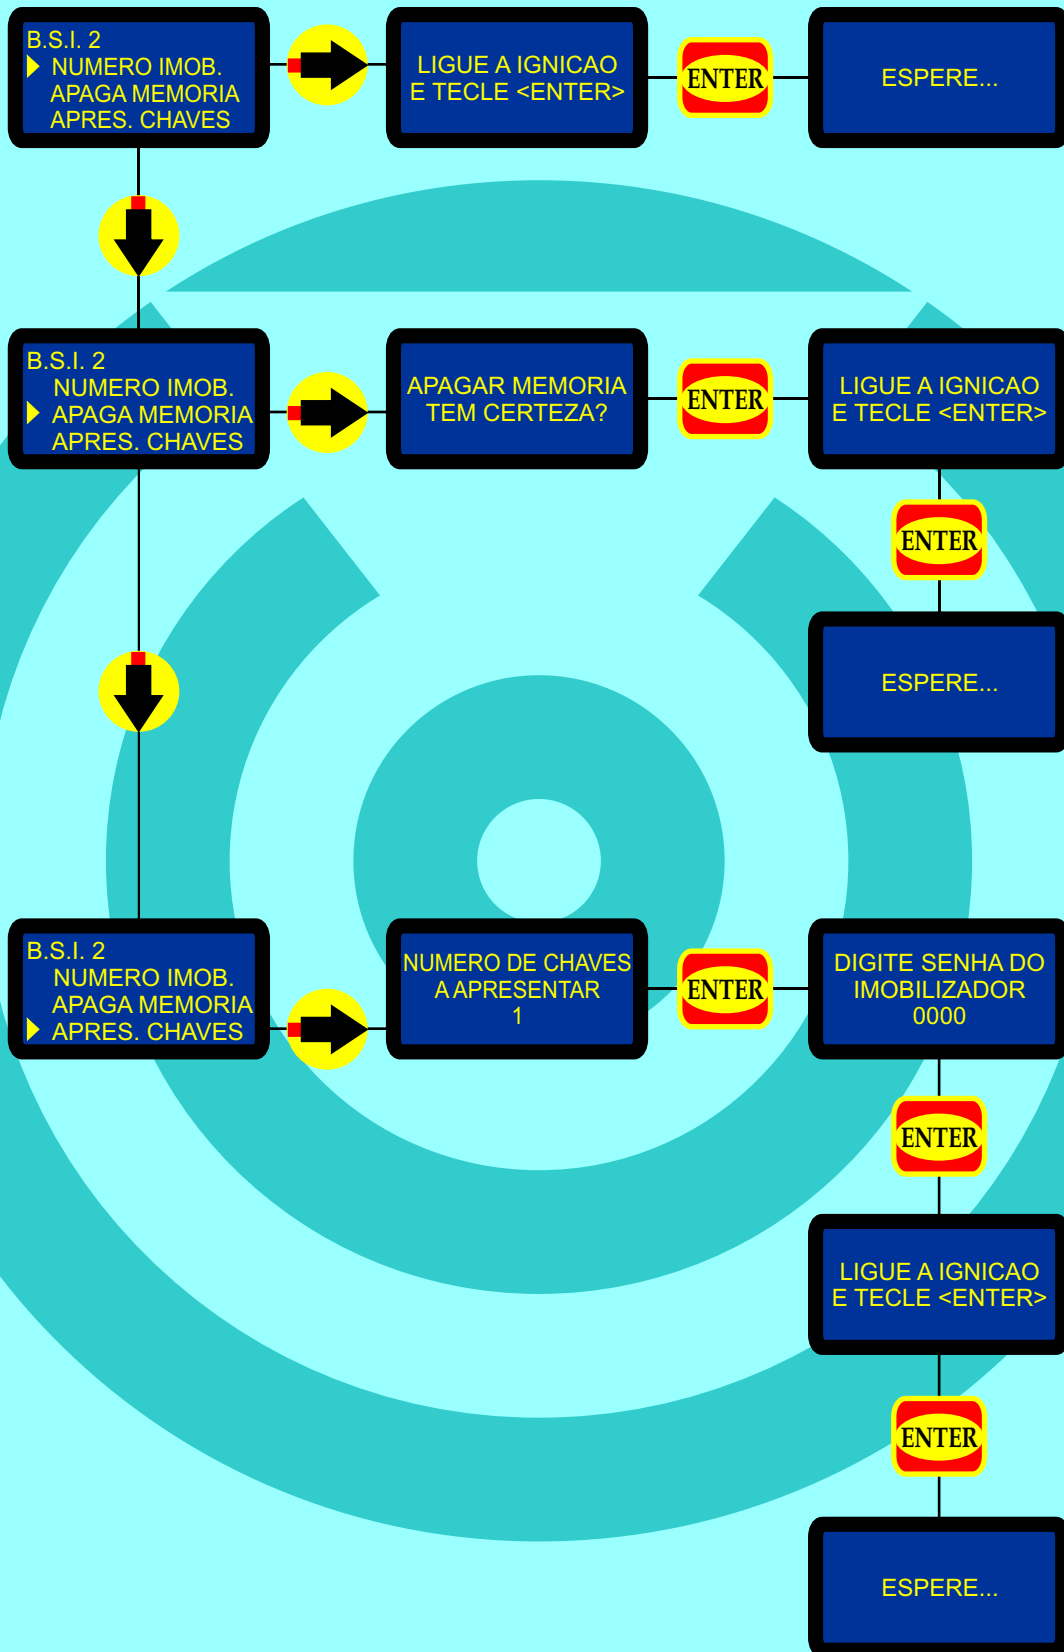 B.S.I. 2
NUMERO IMOB.
APAGA MEMORIA
APRES. CHAVES
LIGUE A IGNICAO
E TECLE <ENTER>
ENTER
ESPERE...
B.S.I. 2
NUMERO IMOB.
APAGA MEMORIA
APRES. CHAVES
APAGAR MEMORIA
TEM CERTEZA?
ENTER
LIGUE A IGNICAO
E TECLE <ENTER>
ENTER
ESPERE...
B.S.I. 2
NUMERO IMOB.
APAGA MEMORIA
APRES. CHAVES
NUMERO DE CHAVES
A APRESENTAR
1
ENTER
DIGITE SENHA DO
IMOBILIZADOR
0000
ENTER
LIGUE A IGNICAO
E TECLE <ENTER>
ENTER
ESPERE...